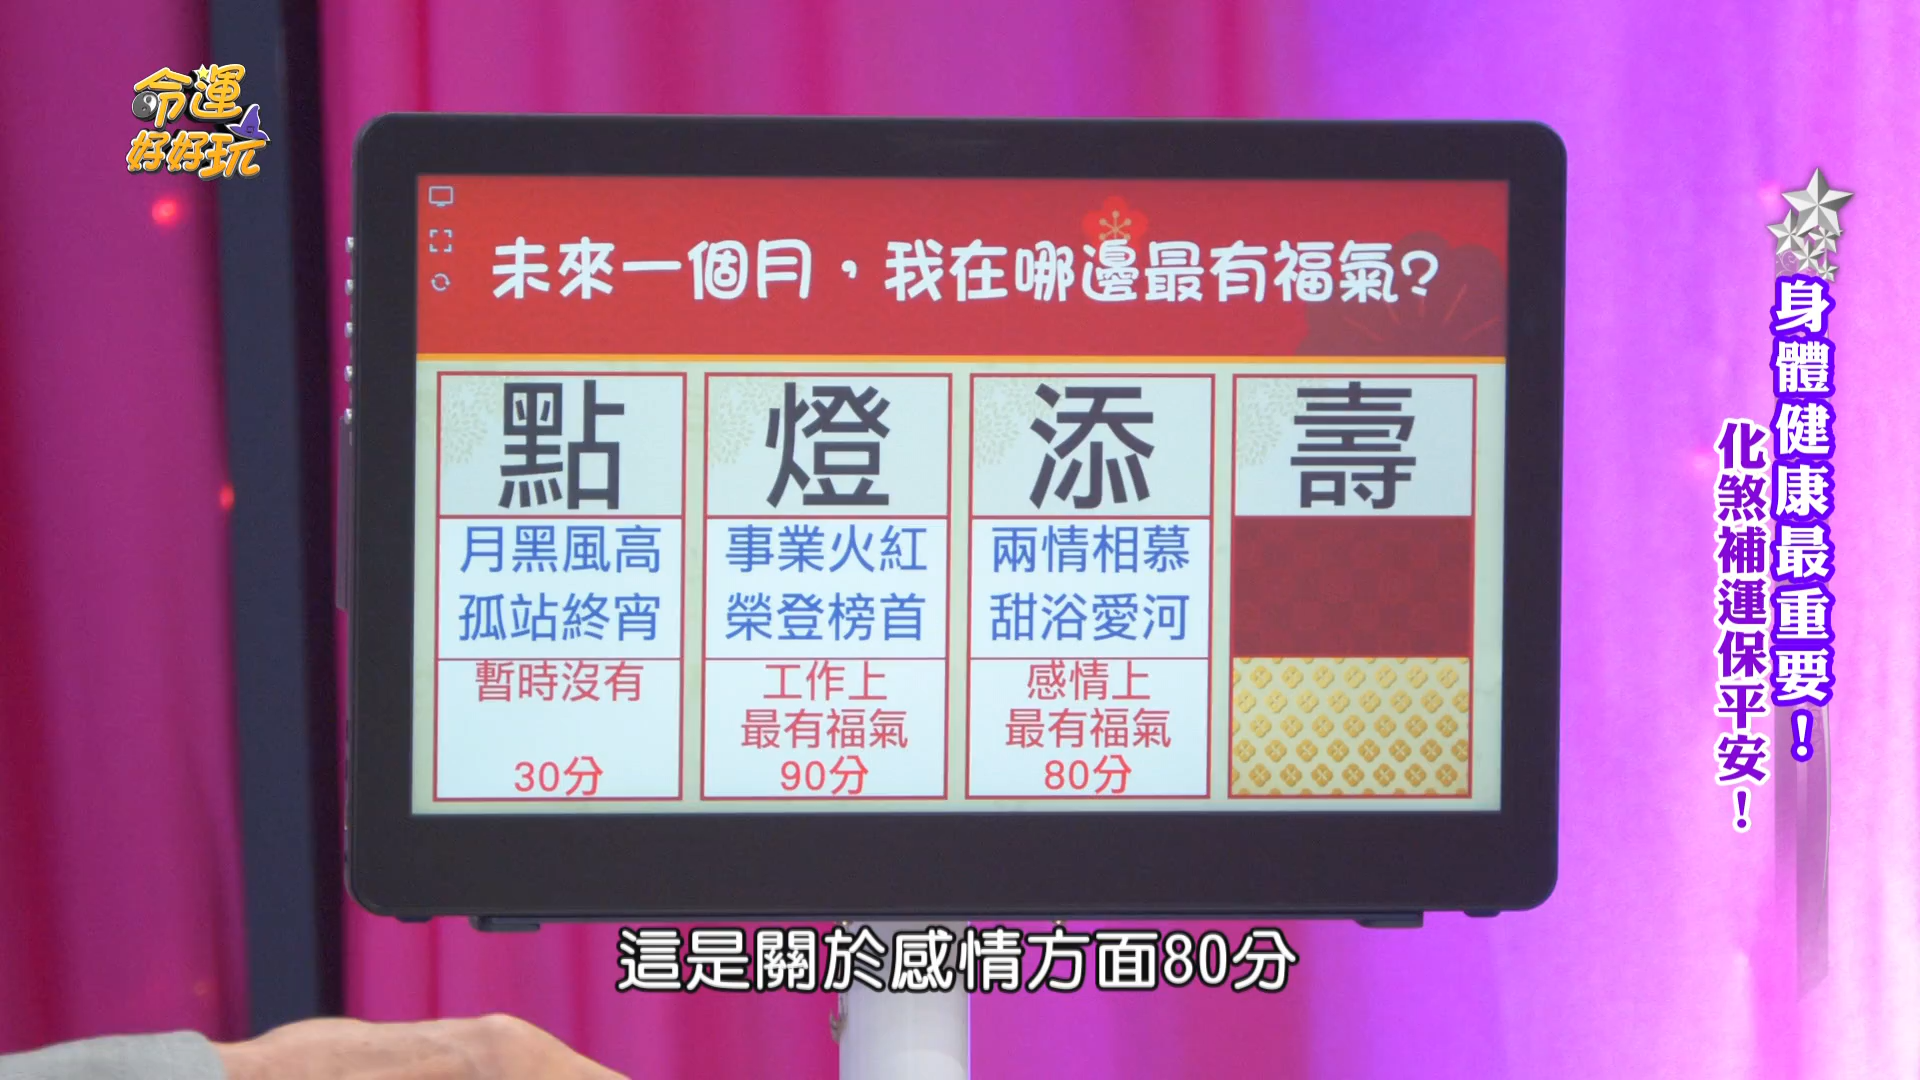 命運
好好玩
未來一個月，我在哪邊最有福氣?
點
月黑風高
孤站終宵
暫時沒有
30分
燈
事業火紅
榮登榜首
工作上
最有福氣
90分
添
兩情相慕
甜浴愛河
感情上
最有福氣
80分
壽
身體健康最重要！
化煞補運保平安！
這是關於感情方面80分